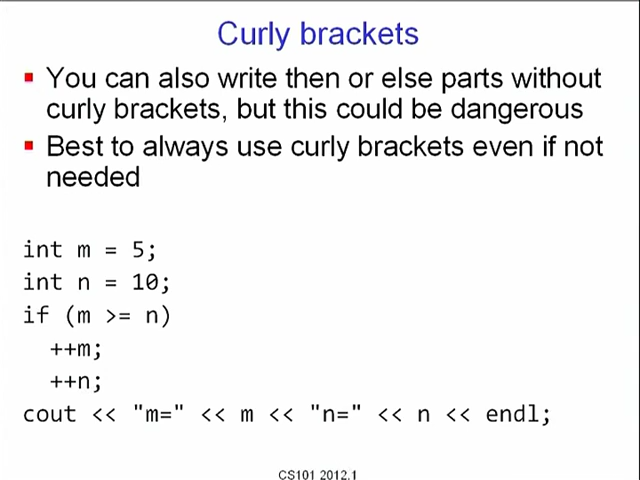 Curly brackets
You can also write then or else parts without
curly brackets, but this could be dangerous
Best to always use curly brackets even if not
needed
int m = 5;
int n = 10;
if (m >= n)
  ++m;
  ++n;
cout << "m=" << m << "n=" << n << endl;
CS101 2012.1